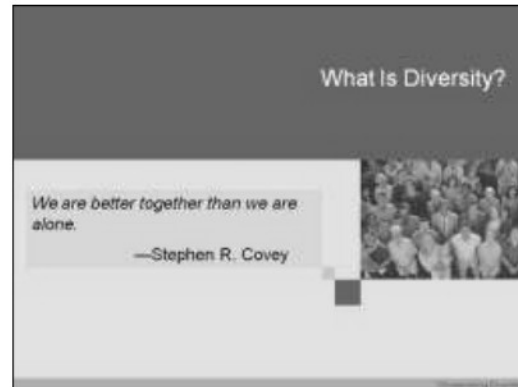 What Is Diversity?
We are better together than we are
alone.
—Stephen R. Covey